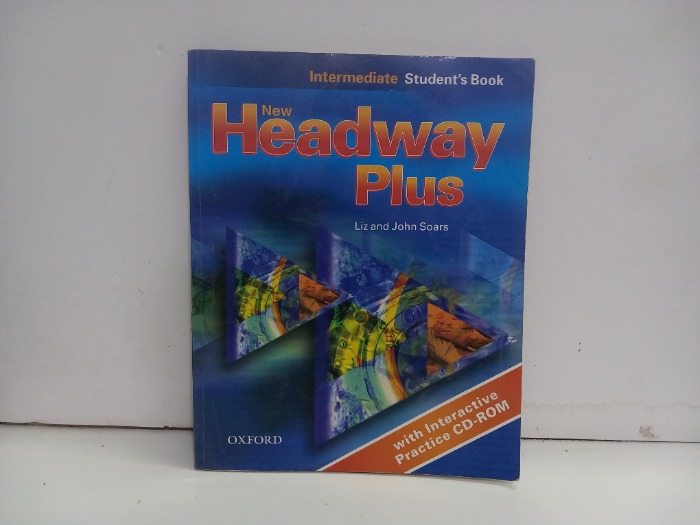 Intermediate Student's Book
New
Headway
Plus
Liz and John Soars
with Interactive
Practice CD-ROM
OXFORD